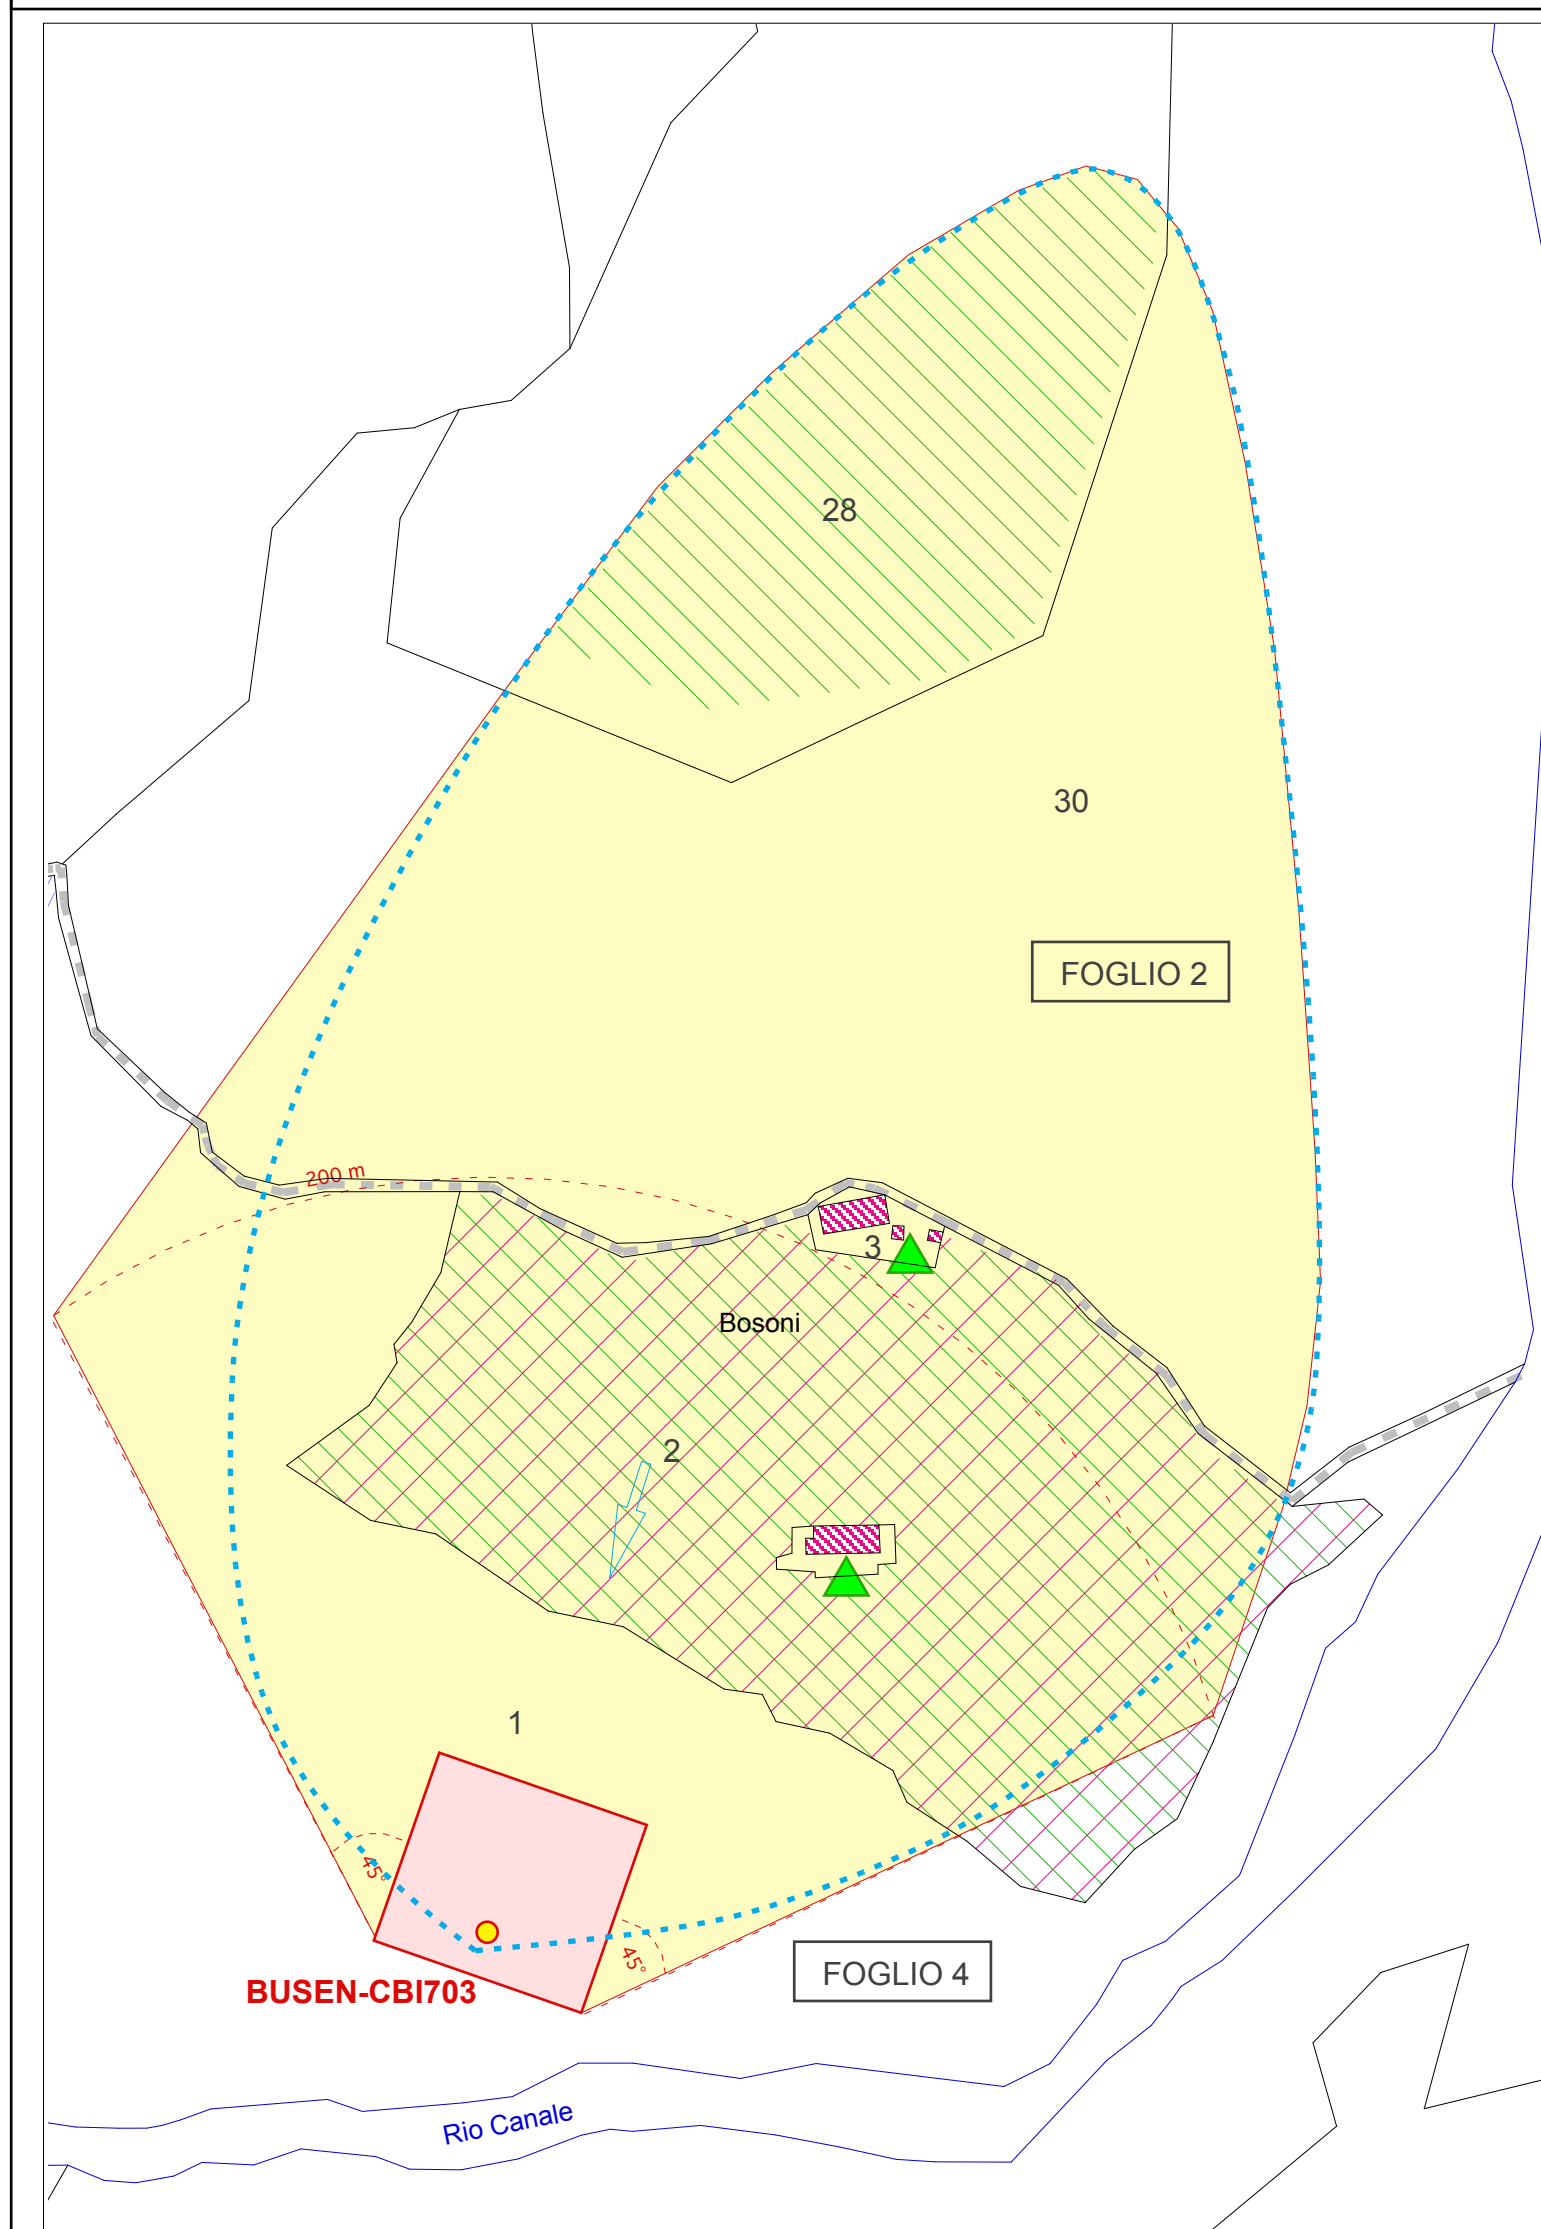 28
30
FOGLIO 2
200 m
3
Bosoni
2
1
45°
45°
BUSEN-CBI703
FOGLIO 4
Rio Canale